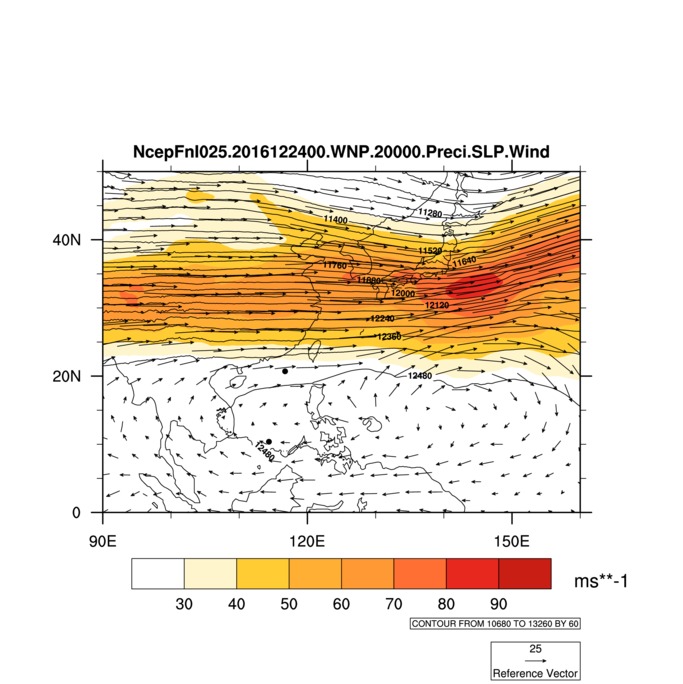 NcepFnl025.2016122400.WNP.20000.Preci.SLP.Wind
11280
11400
40N
11520
11640
11760
11880
12000
12120
12240
12360
20N
12480
12480
0
90E 120E 150E
ms**-1
30 40 50 60 70 80 90
CONTOUR FROM 10680 TO 13260 BY 60
25
Reference Vector